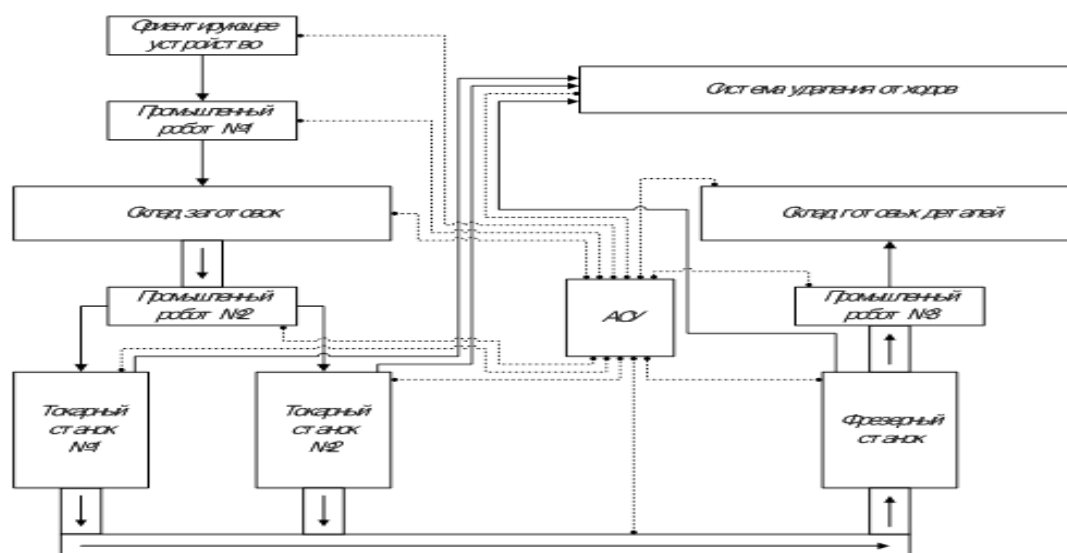 Ориентирующее
устройство
Промышленный
робот №1
Система удаления отходов
Склад заготовок
Склад готовых деталей
Промышленный
робот №2
АСУ
Промышленный
робот №3
Токарный
станок
№1
Токарный
станок
№2
Фрезерный
станок